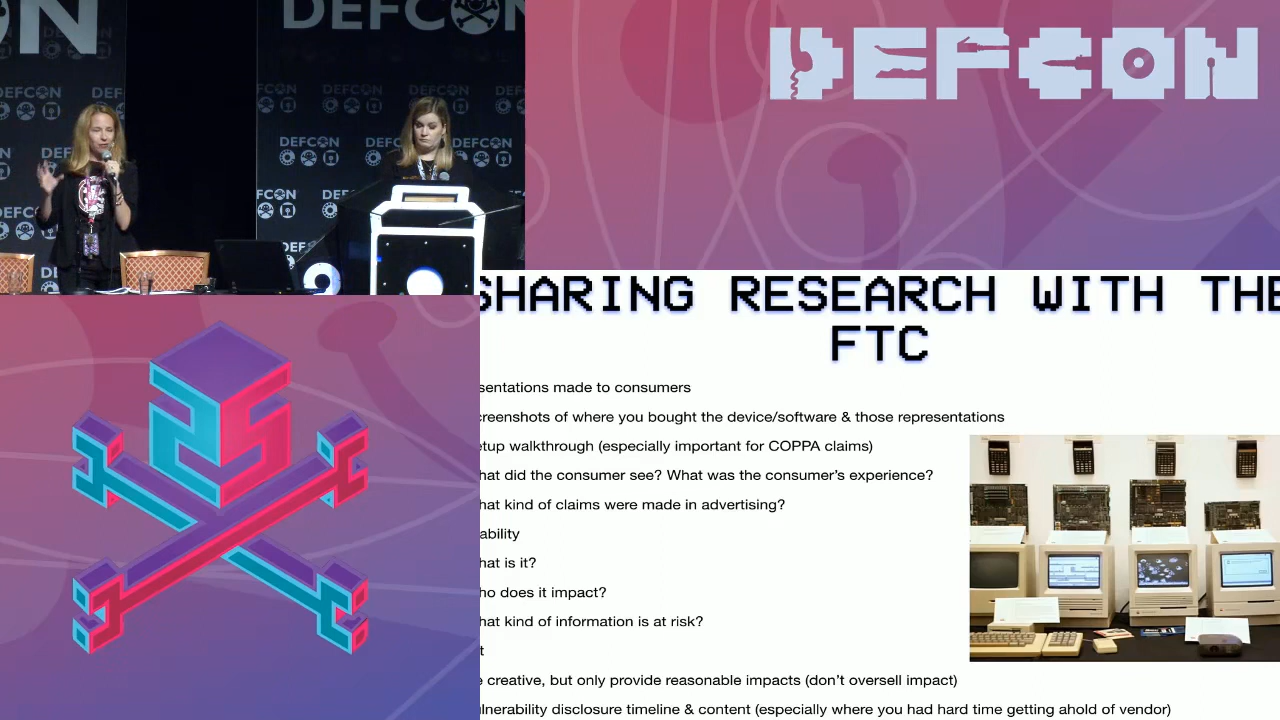 DEFCON
DEFCON
SHARING RESEARCH WITH THE
FTC
sentations made to consumers
creenshots of where you bought the device/software & those representations
etup walkthrough (especially important for COPPA claims)
hat did the consumer see? What was the consumer's experience?
hat kind of claims were made in advertising?
ability
hat is it?
ho does it impact?
hat kind of information is at risk?
t
e creative, but only provide reasonable impacts (don't oversell impact)
ulnerability disclosure timeline & content (especially where you had hard time getting ahold of vendor)